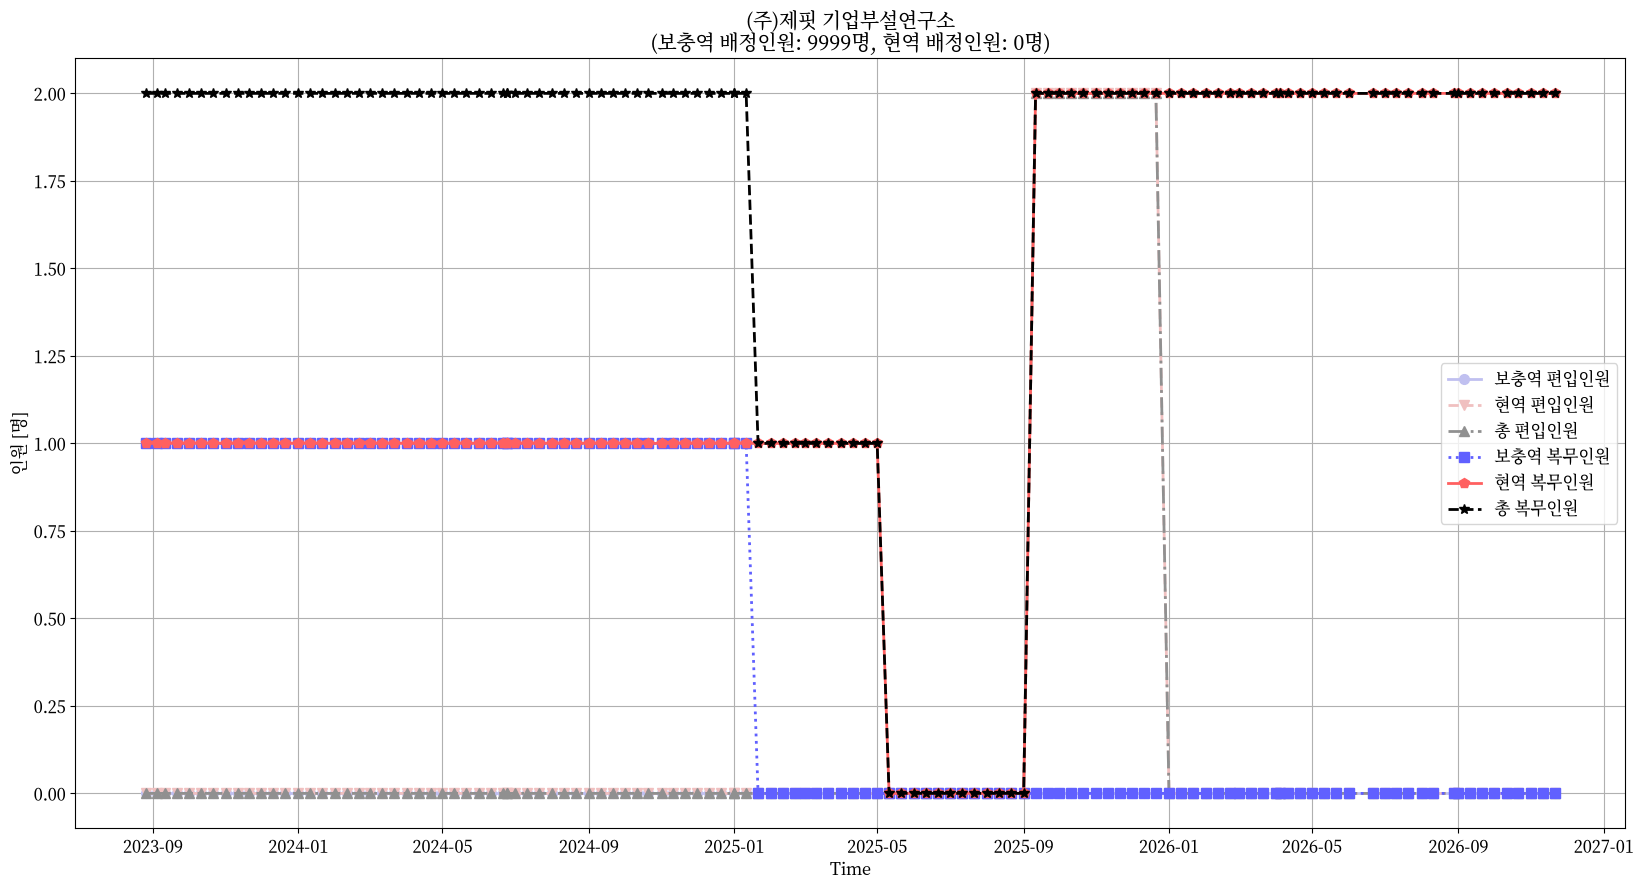 (주)제핏 기업부설연구소
(보충역 배정인원: 9999명, 현역 배정인원: 0명)
인원 [명]
2.00
1.75
1.50
1.25
1.00
0.75
0.50
0.25
0.00
보충역 편입인원
현역 편입인원
총 편입인원
보충역 복무인원
현역 복무인원
총 복무인원
2023-09
2024-01
2024-05
2024-09
2025-01
2025-05
2025-09
2026-01
2026-05
2026-09
2027-01
Time